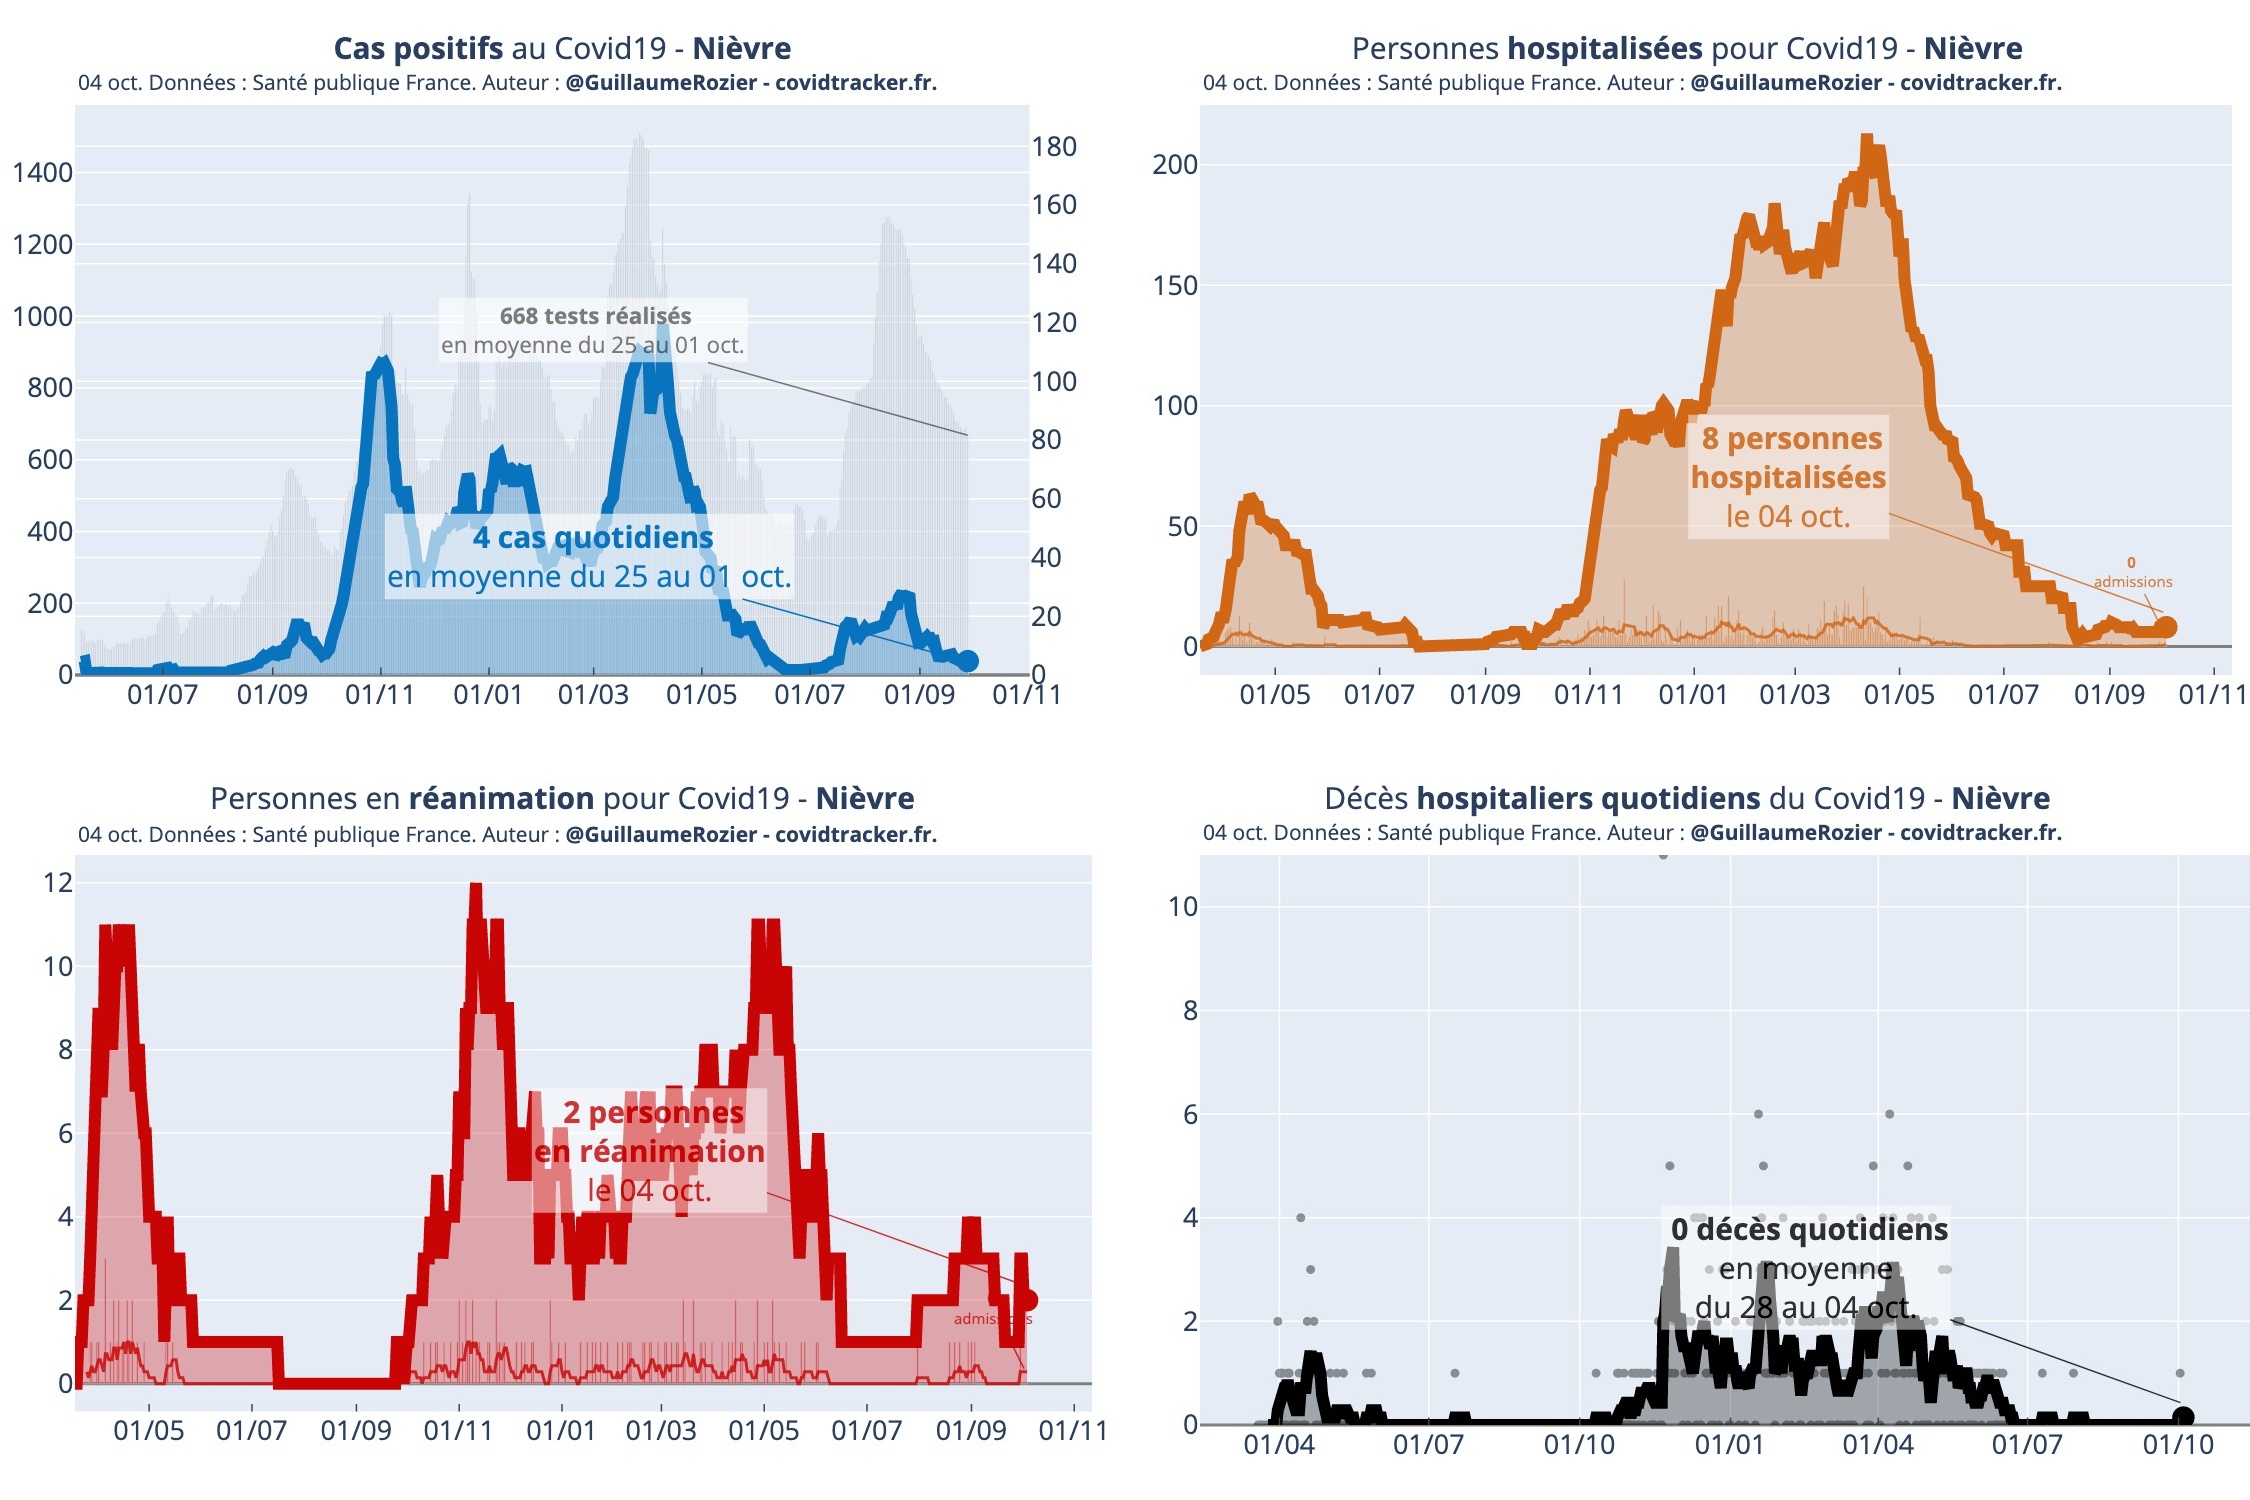 Cas positifs au Covid19 - Nièvre
04 oct. Données : Santé publique France. Auteur : @GuillaumeRozier - covidtracker.fr.
1400
1200
1000
800
600
400
200
0
180
160
140
120
100
80
60
40
20
0
668 tests réalisés
en moyenne du 25 au 01 oct.
4 cas quotidiens
en moyenne du 25 au 01 oct.
01/07 01/09 01/11 01/01 01/03 01/05 01/07 01/09 01/11
Personnes hospitalisées pour Covid19 - Nièvre
04 oct. Données : Santé publique France. Auteur : @GuillaumeRozier - covidtracker.fr.
200
150
100
50
0
8 personnes
hospitalisées
le 04 oct.
0
admissions
01/05 01/07 01/09 01/11 01/01 01/03 01/05 01/07 01/09 01/11
Personnes en réanimation pour Covid19 - Nièvre
04 oct. Données : Santé publique France. Auteur : @GuillaumeRozier - covidtracker.fr.
12
10
8
6
4
2
0
2 personnes
en réanimation
le 04 oct.
admissions
01/05 01/07 01/09 01/11 01/01 01/03 01/05 01/07 01/09 01/11
Décès hospitaliers quotidiens du Covid19 - Nièvre
04 oct. Données : Santé publique France. Auteur : @GuillaumeRozier - covidtracker.fr.
10
8
6
4
2
0
0 décès quotidiens
en moyenne
du 28 au 04 oct.
01/04 01/07 01/10 01/01 01/04 01/07 01/10